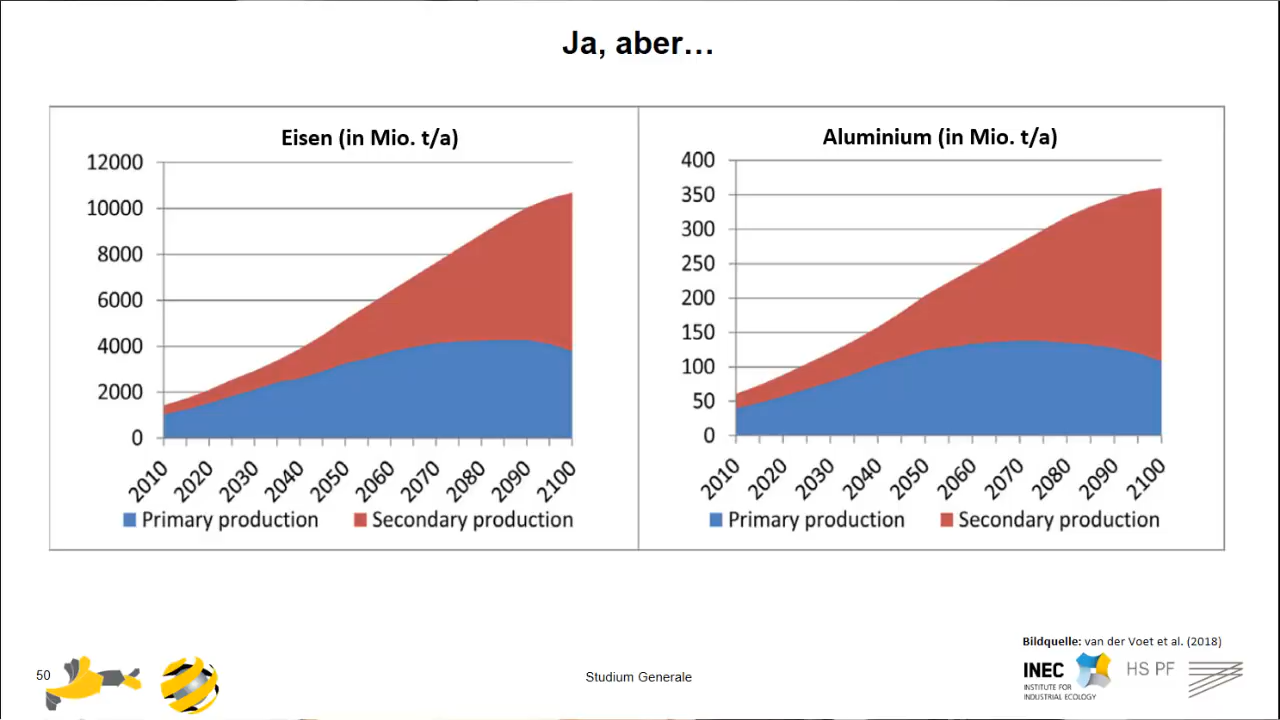 Ja, aber…
Eisen (in Mio. t/a)
12000
10000
8000
6000
4000
2000
0
2010 2020 2030 2040 2050 2060 2070 2080 2090 2100
Primary production Secondary production
Aluminium (in Mio. t/a)
400
350
300
250
200
150
100
50
0
2010 2020 2030 2040 2050 2060 2070 2080 2090 2100
Primary production Secondary production
Bildquelle: van der Voet et al. (2018)
50
Studium Generale
INEC
INSTITUTE FOR
INDUSTRIAL ECOLOGY
HS PF